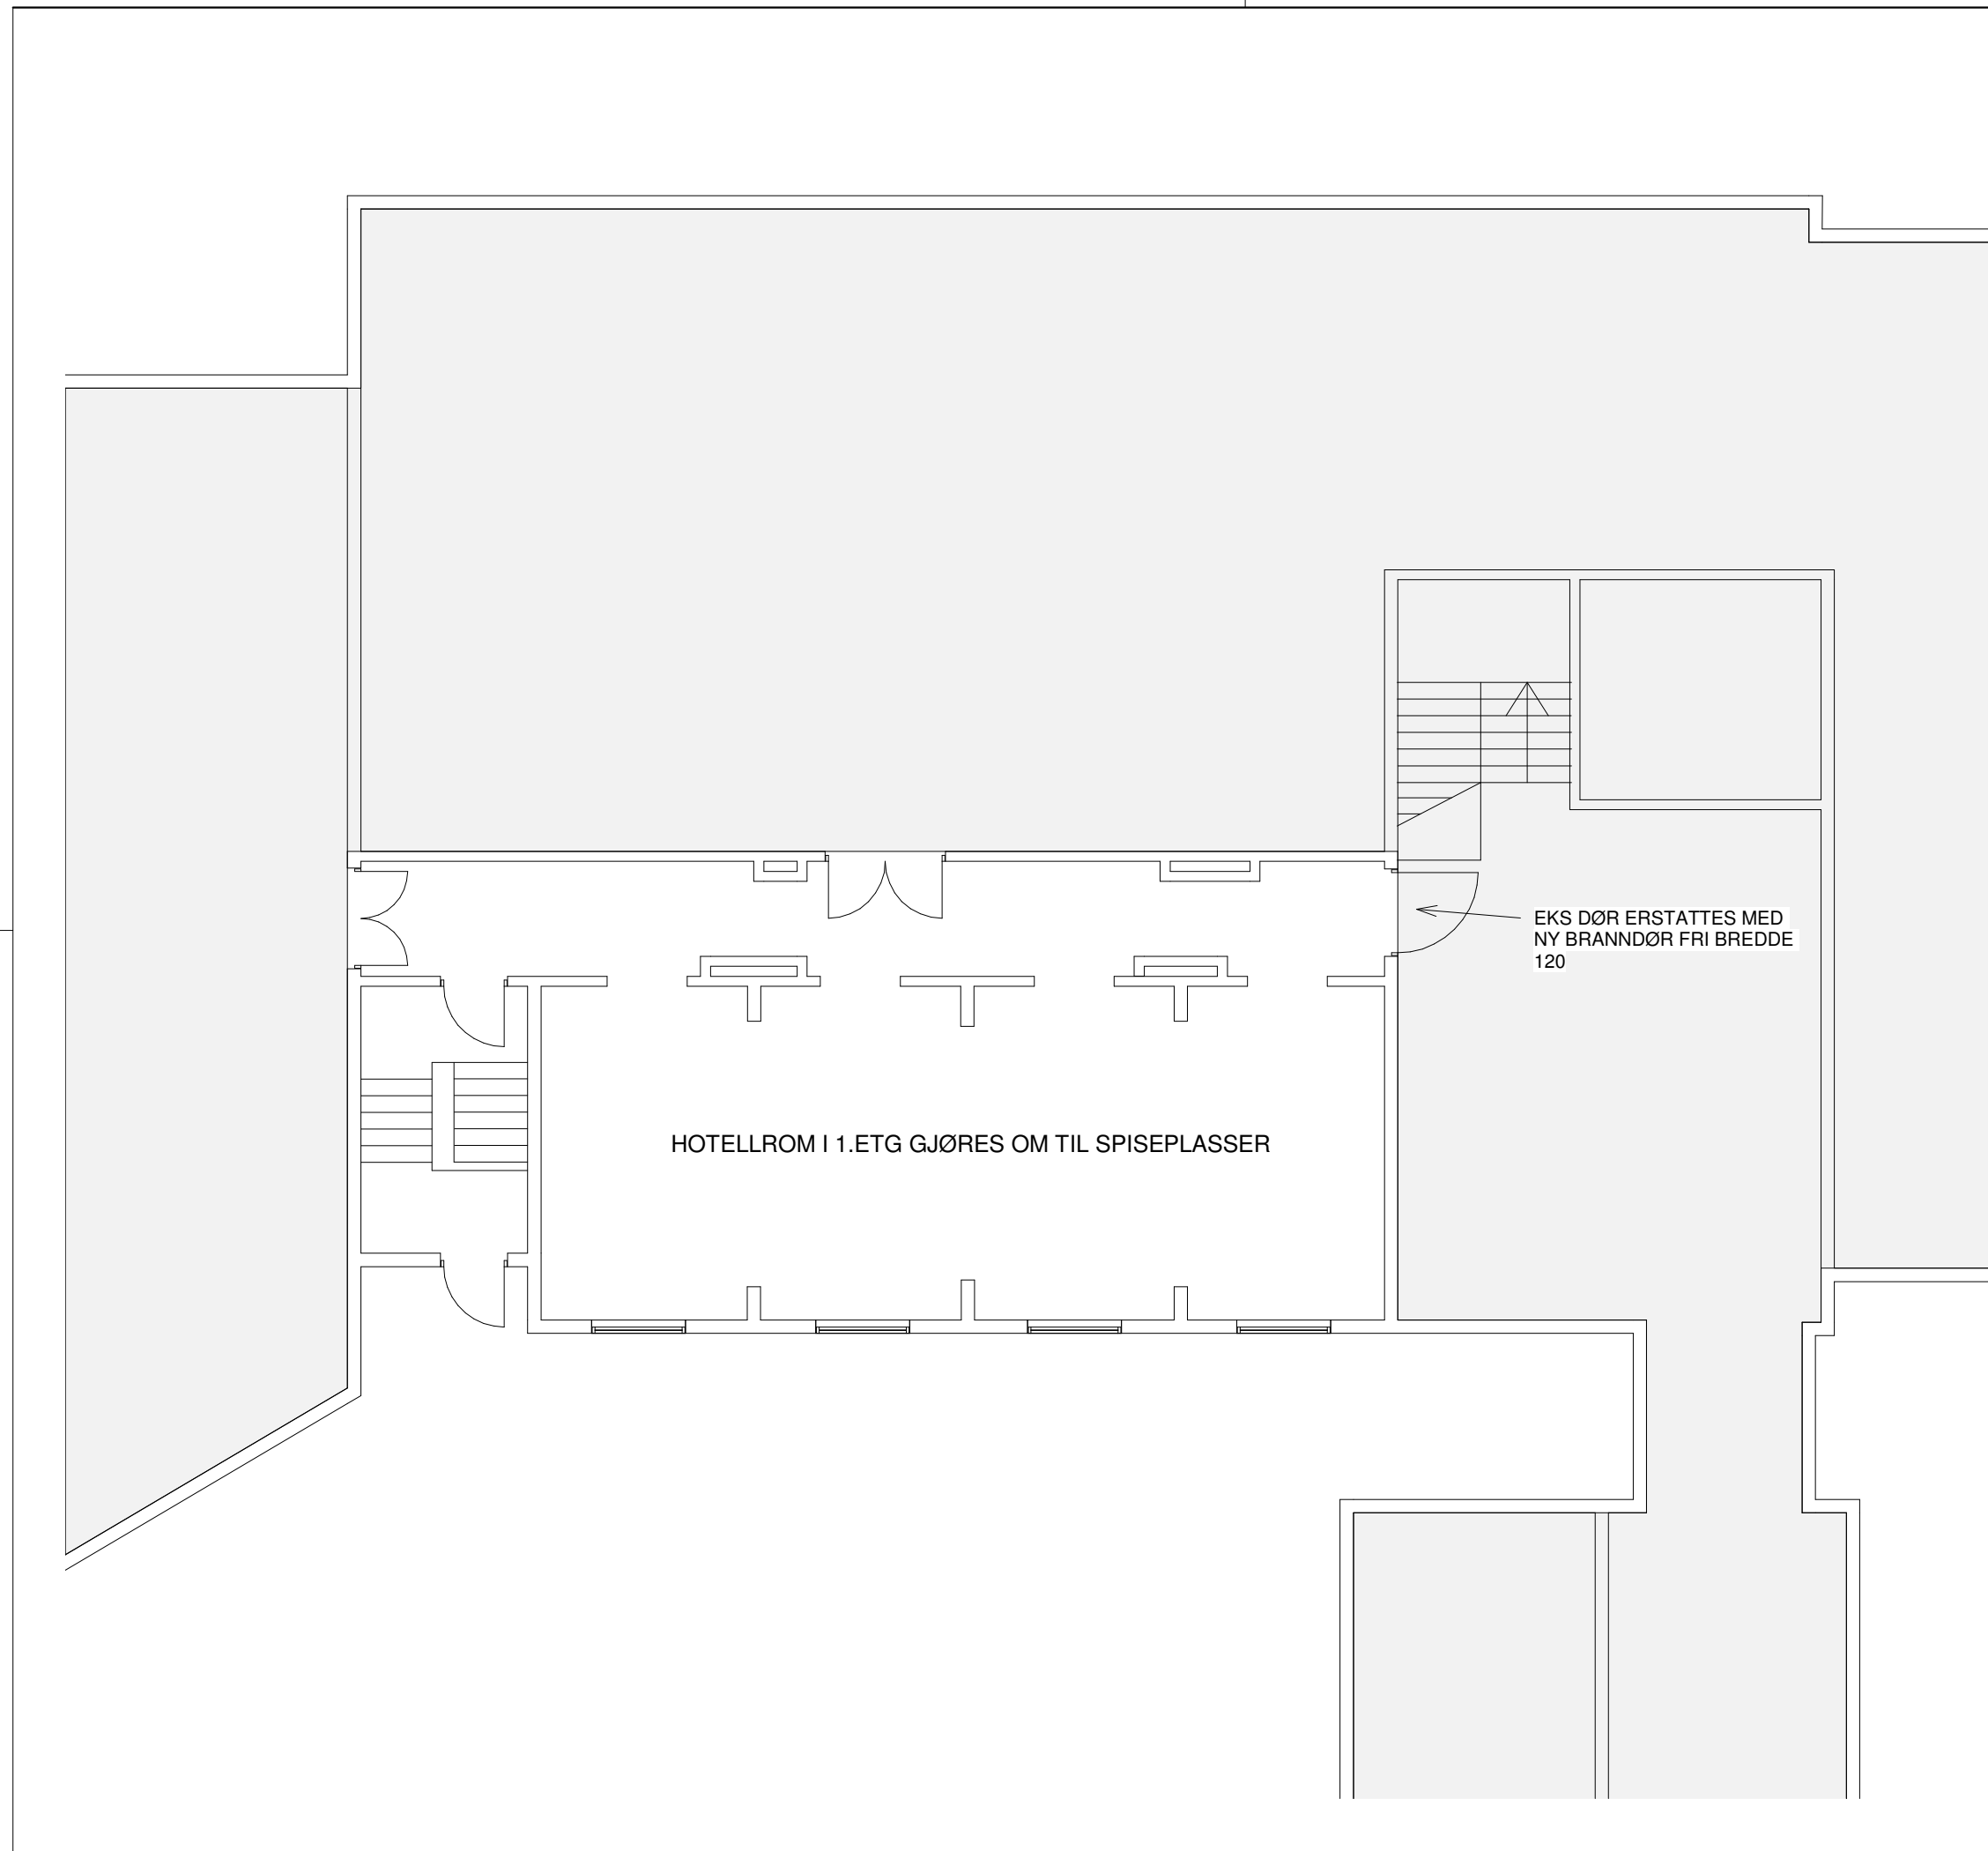 EKS DØR ERSTATTES MED
NY BRANNDØR FRI BREDDE
120
HOTELLROM I 1.ETG GJØRES OM TIL SPISEPLASSER